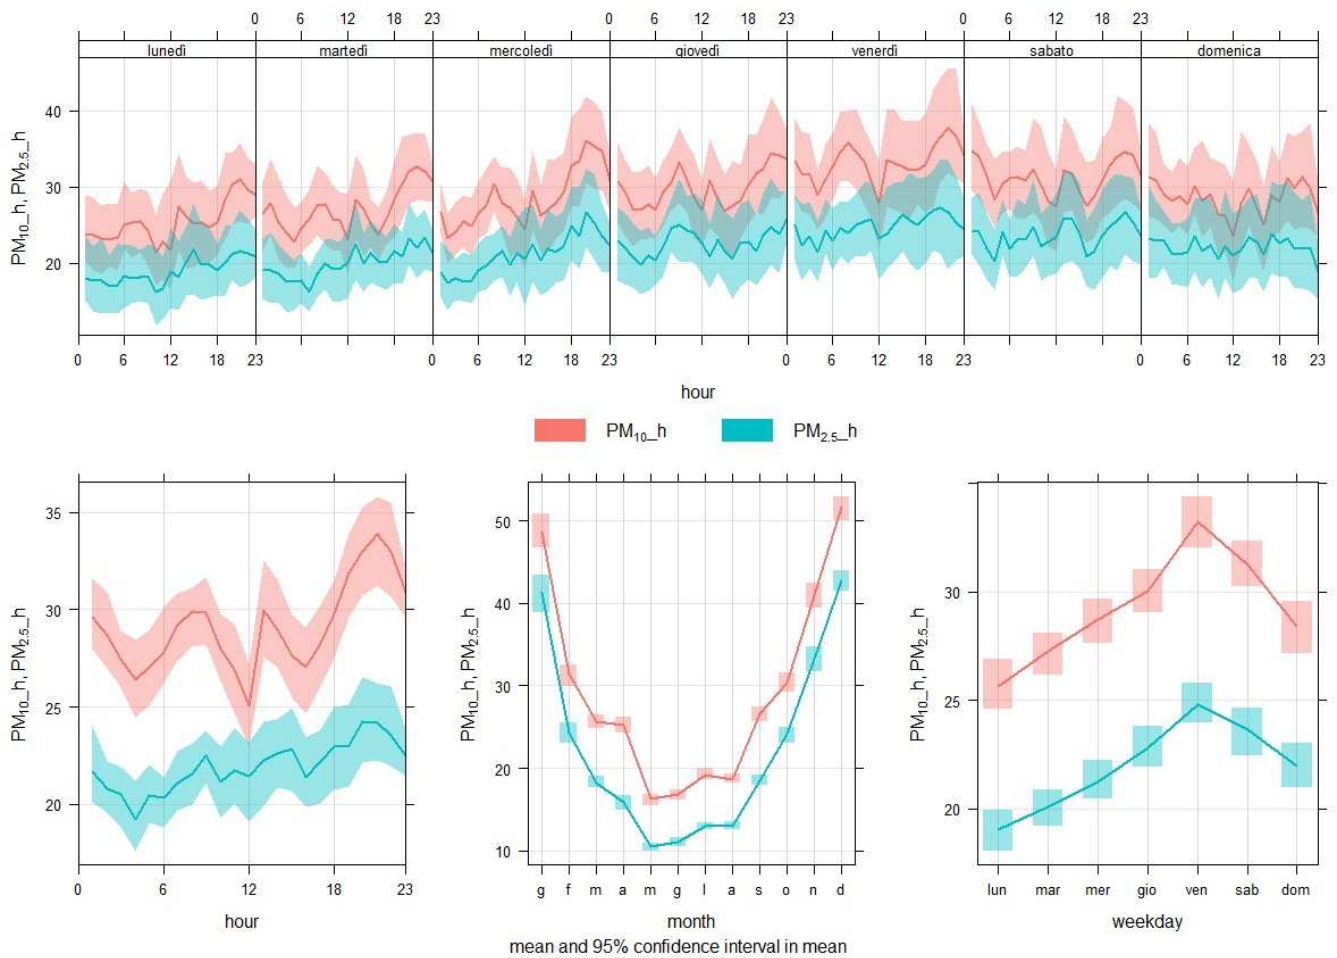 0 6 12 18 23 0 6 12 18 23 0 6 12 18 23
lunedì martedì mercoledì giovedì venerdì sabato domenica
PM10_h, PM2.5_h
40
30
20
0 6 12 18 23 0 6 12 18 23 0 6 12 18 23 0 6 12 18 23
hour
PM10_h PM2.5_h
PM10_h, PM2.5_h
35
30
25
20
0 6 12 18 23
hour
PM10_h, PM2.5_h
50
40
30
20
10
g f m a m g l a s o n d
month
PM10_h, PM2.5_h
30
25
20
lun mar mer gio ven sab dom
weekday
mean and 95% confidence interval in mean